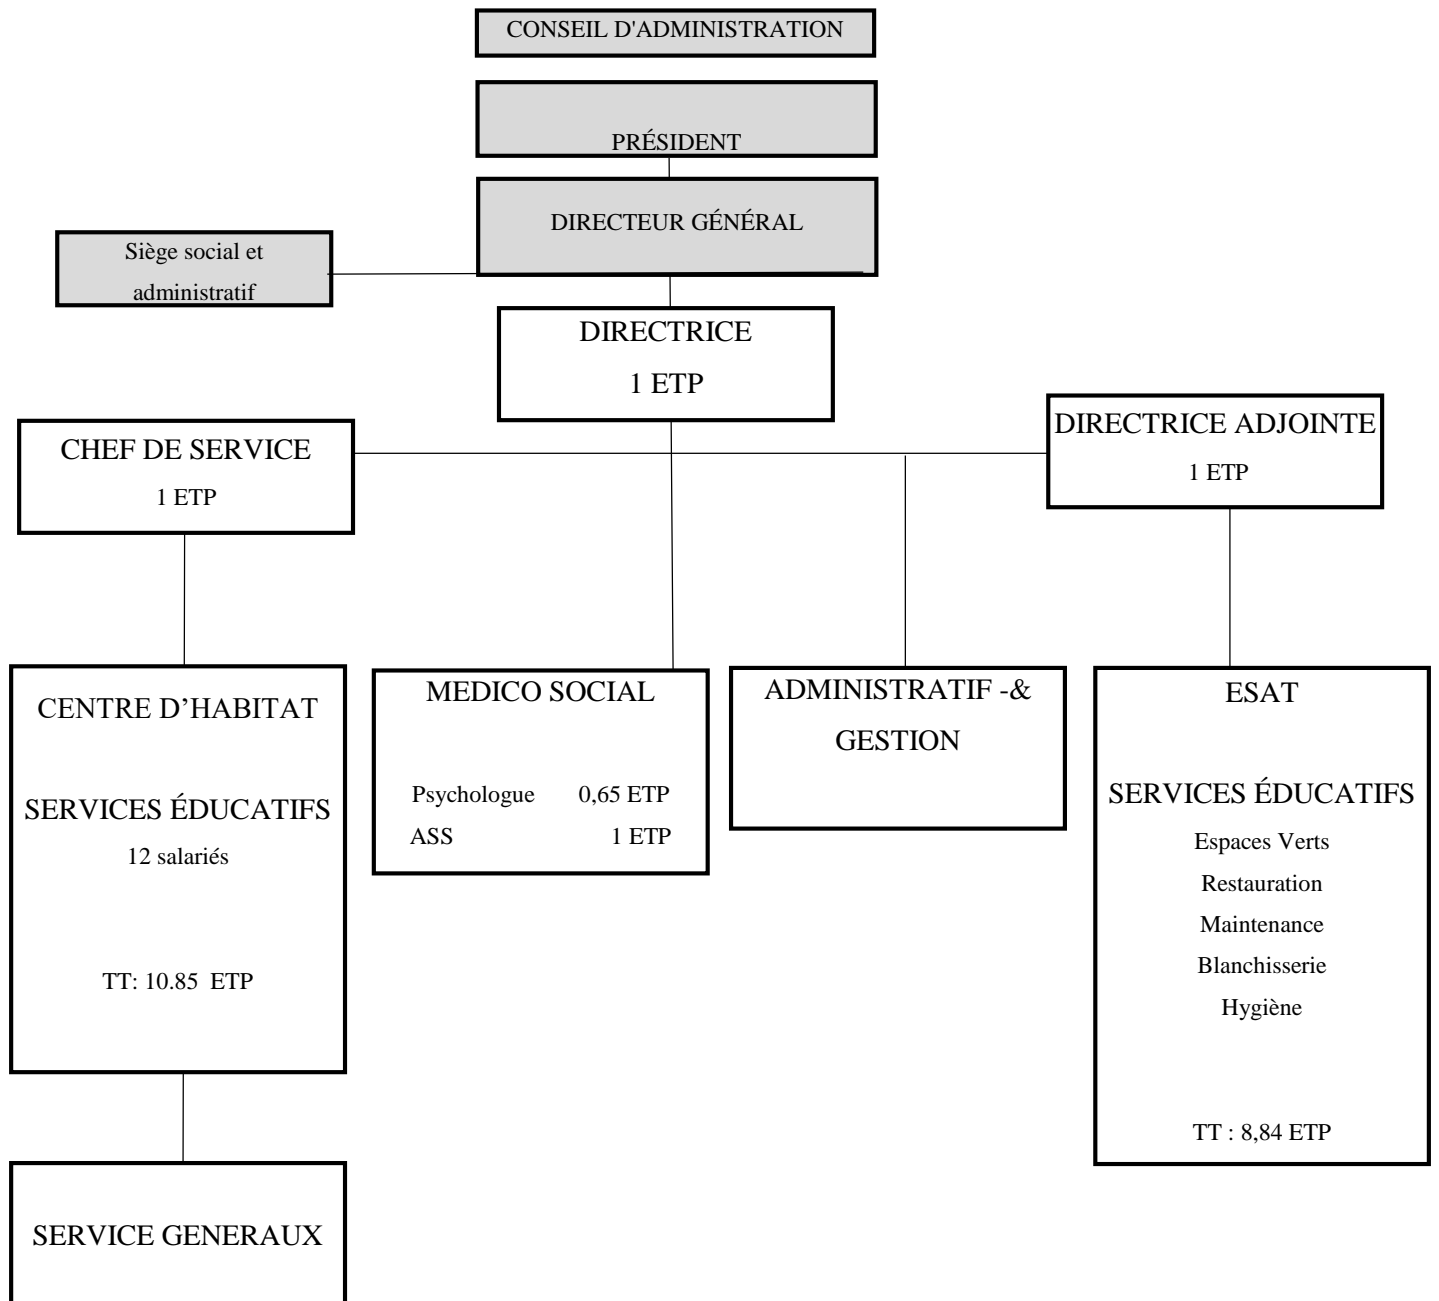 CONSEIL D'ADMINISTRATION
PRÉSIDENT
DIRECTEUR GÉNÉRAL
Siège social et
administratif
DIRECTRICE
1 ETP
CHEF DE SERVICE
1 ETP
DIRECTRICE ADJOINTE
1 ETP
CENTRE D’HABITAT
SERVICES ÉDUCATIFS
12 salariés
TT: 10.85 ETP
MEDICO SOCIAL
Psychologue 0,65 ETP
ASS 1 ETP
ADMINISTRATIF -&
GESTION
ESAT
SERVICES ÉDUCATIFS
Espaces Verts
Restauration
Maintenance
Blanchisserie
Hygiène
TT : 8,84 ETP
SERVICE GENERAUX